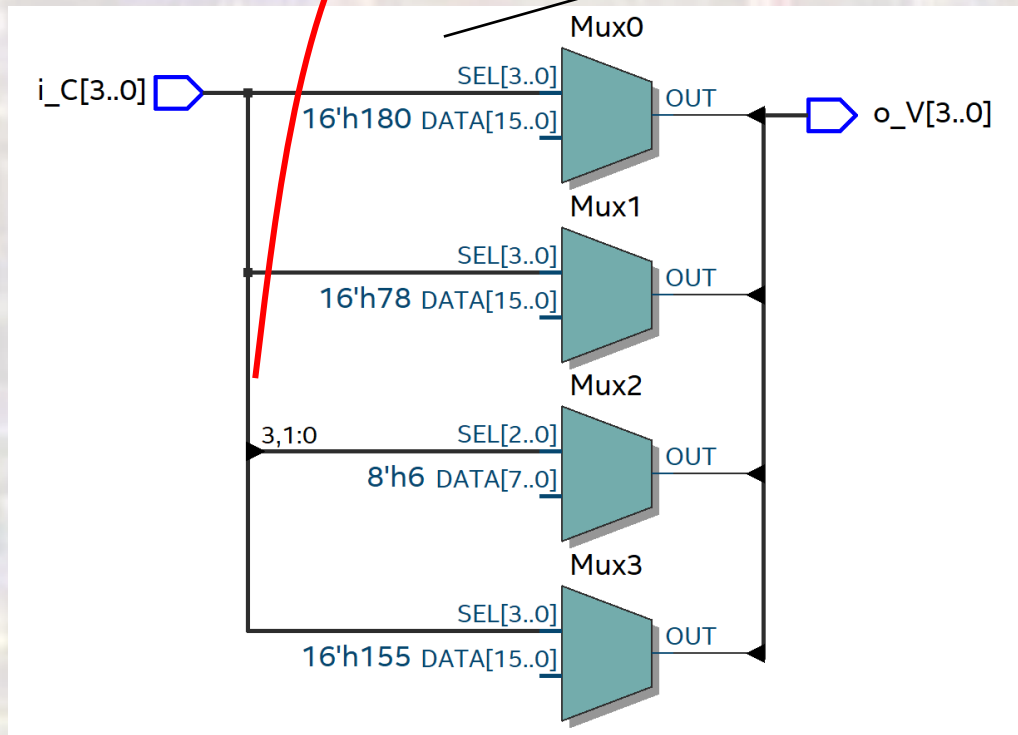 Mux0
i_C[3..0]
SEL[3..0]
16'h180 DATA[15..0]
OUT
o_V[3..0]
Mux1
SEL[3..0]
16'h78 DATA[15..0]
OUT
Mux2
3,1:0
SEL[2..0]
8'h6 DATA[7..0]
OUT
Mux3
SEL[3..0]
16'h155 DATA[15..0]
OUT